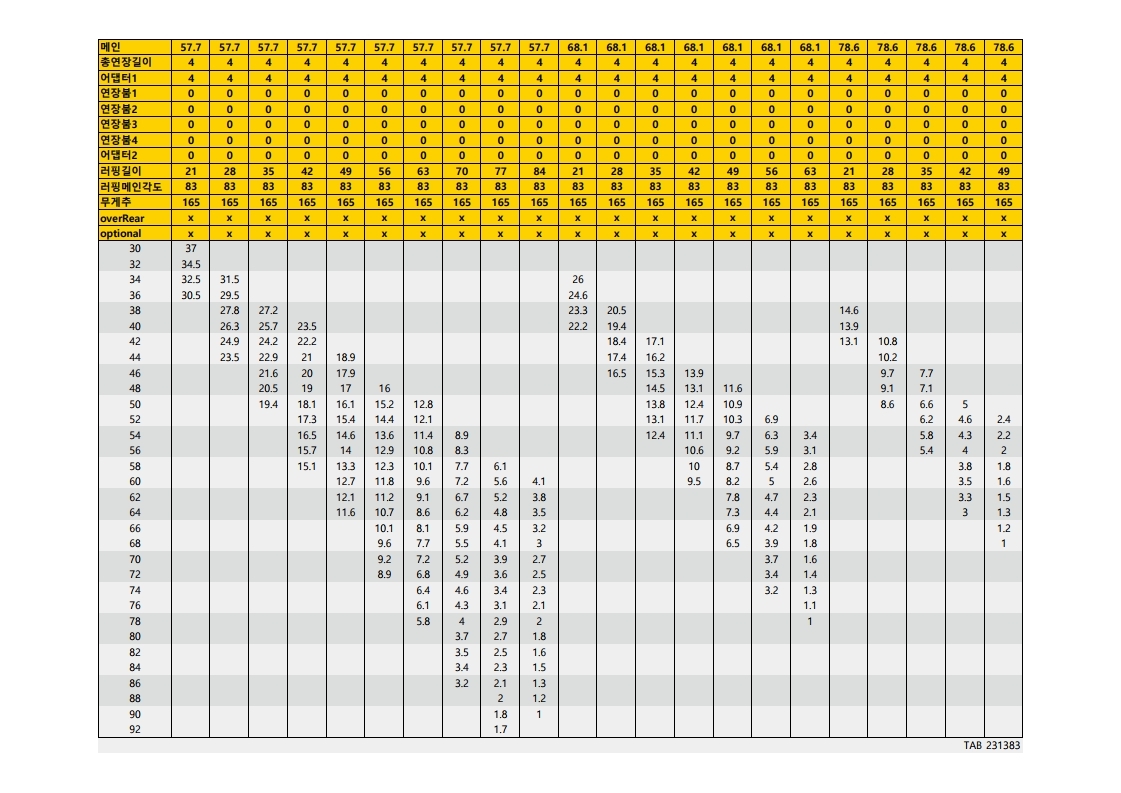 메인 57.7 57.7 57.7 57.7 57.7 57.7 57.7 57.7 57.7 57.7 68.1 68.1 68.1 68.1 68.1 68.1 68.1 78.6 78.6 78.6 78.6 78.6
총연장길이 4 4 4 4 4 4 4 4 4 4 4 4 4 4 4 4 4 4 4 4 4 4
어댑터1 4 4 4 4 4 4 4 4 4 4 4 4 4 4 4 4 4 4 4 4 4 4
연장붐1 0 0 0 0 0 0 0 0 0 0 0 0 0 0 0 0 0 0 0 0 0 0
연장붐2 0 0 0 0 0 0 0 0 0 0 0 0 0 0 0 0 0 0 0 0 0 0
연장붐3 0 0 0 0 0 0 0 0 0 0 0 0 0 0 0 0 0 0 0 0 0 0
연장붐4 0 0 0 0 0 0 0 0 0 0 0 0 0 0 0 0 0 0 0 0 0 0
어댑터2 0 0 0 0 0 0 0 0 0 0 0 0 0 0 0 0 0 0 0 0 0 0
러핑길이 21 28 35 42 49 56 63 70 77 84 21 28 35 42 49 56 63 21 28 35 42 49
러핑메인각도 83 83 83 83 83 83 83 83 83 83 83 83 83 83 83 83 83 83 83 83 83 83
무게추 165 165 165 165 165 165 165 165 165 165 165 165 165 165 165 165 165 165 165 165 165 165
overRear x x x x x x x x x x x x x x x x x x x x x x
optional x x x x x x x x x x x x x x x x x x x x x x
30 37
32 34.5
34 32.5 31.5 26
36 30.5 29.5 24.6
38 27.8 27.2 23.3 20.5 14.6
40 26.3 25.7 23.5 22.2 19.4 13.9
42 24.9 24.2 22.2 18.4 17.1 13.1 10.8
44 23.5 22.9 21 18.9 17.4 16.2 10.2
46 21.6 20 17.9 16.5 15.3 13.9 9.7 7.7
48 20.5 19 17 16 14.5 13.1 11.6 9.1 7.1
50 19.4 18.1 16.1 15.2 12.8 13.8 12.4 10.9 8.6 6.6 5
52 17.3 15.4 14.4 12.1 13.1 11.7 10.3 6.9 6.2 4.6 2.4
54 16.5 14.6 13.6 11.4 8.9 12.4 11.1 9.7 6.3 3.4 5.8 4.3 2.2
56 15.7 14 12.9 10.8 8.3 10.6 9.2 5.9 3.1 5.4 4 2
58 15.1 13.3 12.3 10.1 7.7 6.1 10 8.7 5.4 2.8 3.8 1.8
60 12.7 11.8 9.6 7.2 5.6 4.1 9.5 8.2 5 2.6 3.5 1.6
62 12.1 11.2 9.1 6.7 5.2 3.8 7.8 4.7 2.3 3.3 1.5
64 11.6 10.7 8.6 6.2 4.8 3.5 7.3 4.4 2.1 3 1.3
66 10.1 8.1 5.9 4.5 3.2 6.9 4.2 1.9 1.2
68 9.6 7.7 5.5 4.1 3 6.5 3.9 1.8 1
70 9.2 7.2 5.2 3.9 2.7 3.7 1.6
72 8.9 6.8 4.9 3.6 2.5 3.4 1.4
74 6.4 4.6 3.4 2.3 3.2 1.3
76 6.1 4.3 3.1 2.1 1.1
78 5.8 4 2.9 2 1
80 3.7 2.7 1.8
82 3.5 2.5 1.6
84 3.4 2.3 1.5
86 3.2 2.1 1.3
88 2 1.2
90 1.8 1
92 1.7
TAB 231383